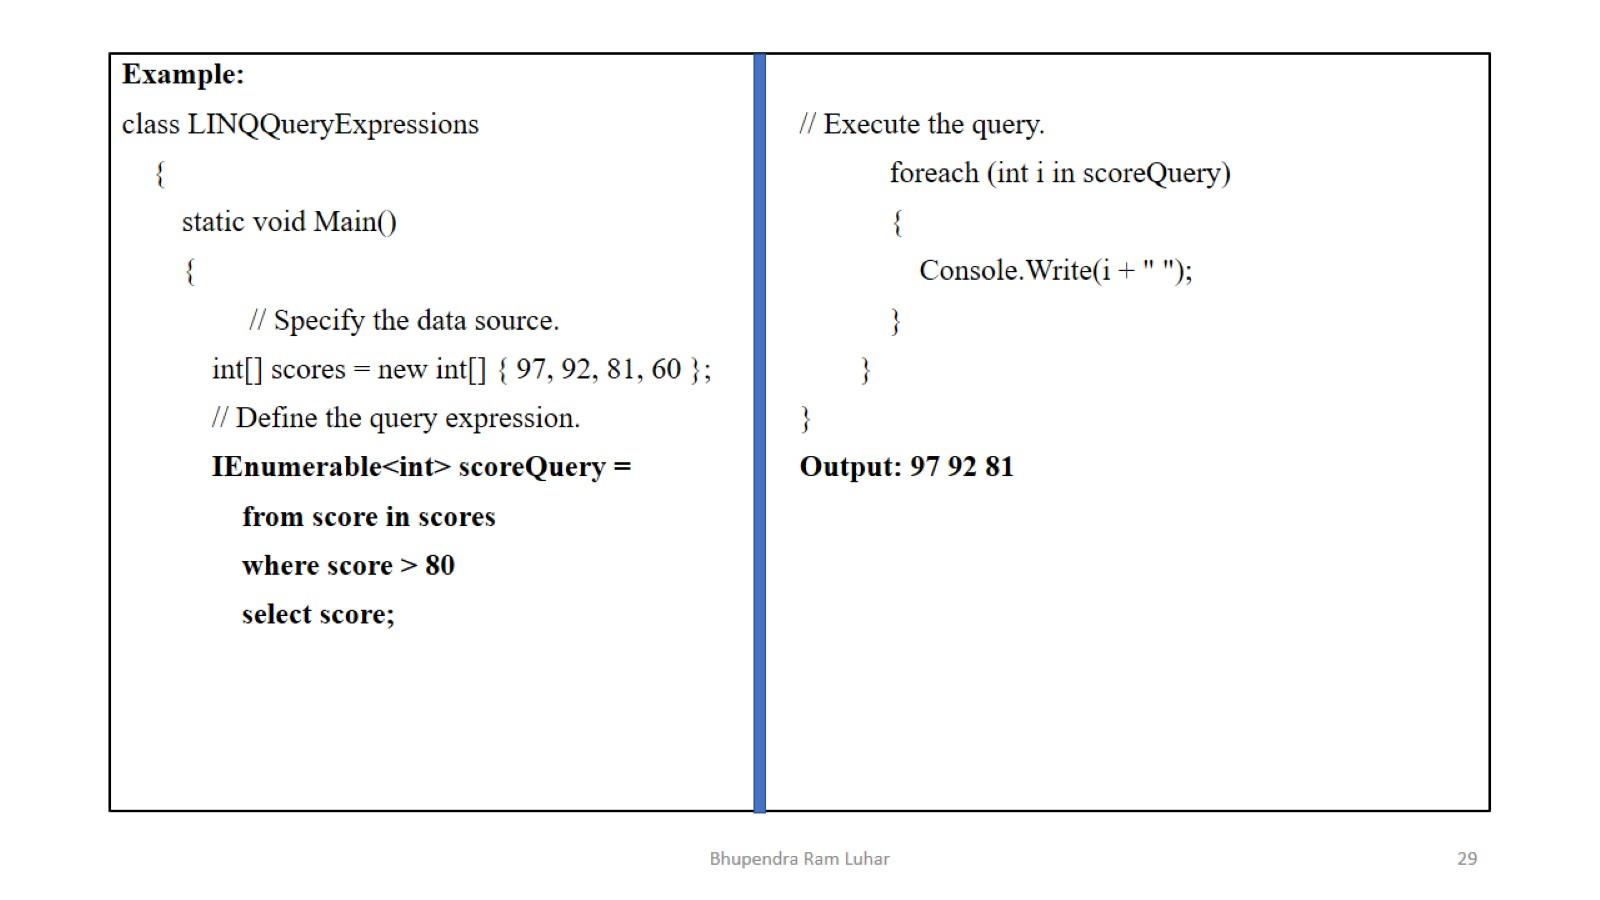 Example:
class LINQQueryExpressions
{
static void Main()
{
// Specify the data source.
int[] scores = new int[] { 97, 92, 81, 60 };
// Define the query expression.
IEnumerable<int> scoreQuery =
from score in scores
where score > 80
select score;
// Execute the query.
foreach (int i in scoreQuery)
{
Console.Write(i + " ");
}
}
}
Output: 97 92 81
Bhupendra Ram Luhar
29